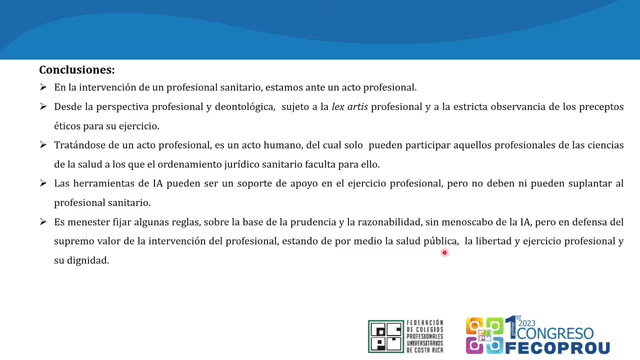 Conclusiones:
➢ En la intervención de un profesional sanitario, estamos ante un acto profesional.
➢ Desde la perspectiva profesional y deontológica, sujeto a la lex artis profesional y a la estricta observancia de los preceptos
éticos para su ejercicio.
➢ Tratándose de un acto profesional, es un acto humano, del cual solo pueden participar aquellos profesionales de las ciencias
de la salud a los que el ordenamiento jurídico sanitario faculta para ello.
➢ Las herramientas de IA pueden ser un soporte de apoyo en el ejercicio profesional, pero no deben ni pueden suplantar al
profesional sanitario.
➢ Es menester fijar algunas reglas, sobre la base de la prudencia y la razonabilidad, sin menoscabo de la IA, pero en defensa del
supremo valor de la intervención del profesional, estando de por medio la salud pública, la libertad y ejercicio profesional y
su dignidad.
FEDERACIÓN
DE COLEGIOS
PROFESIONALES
UNIVERSITARIOS
DE COSTA RICA
1 2023
CONGRESO
FECOPROU